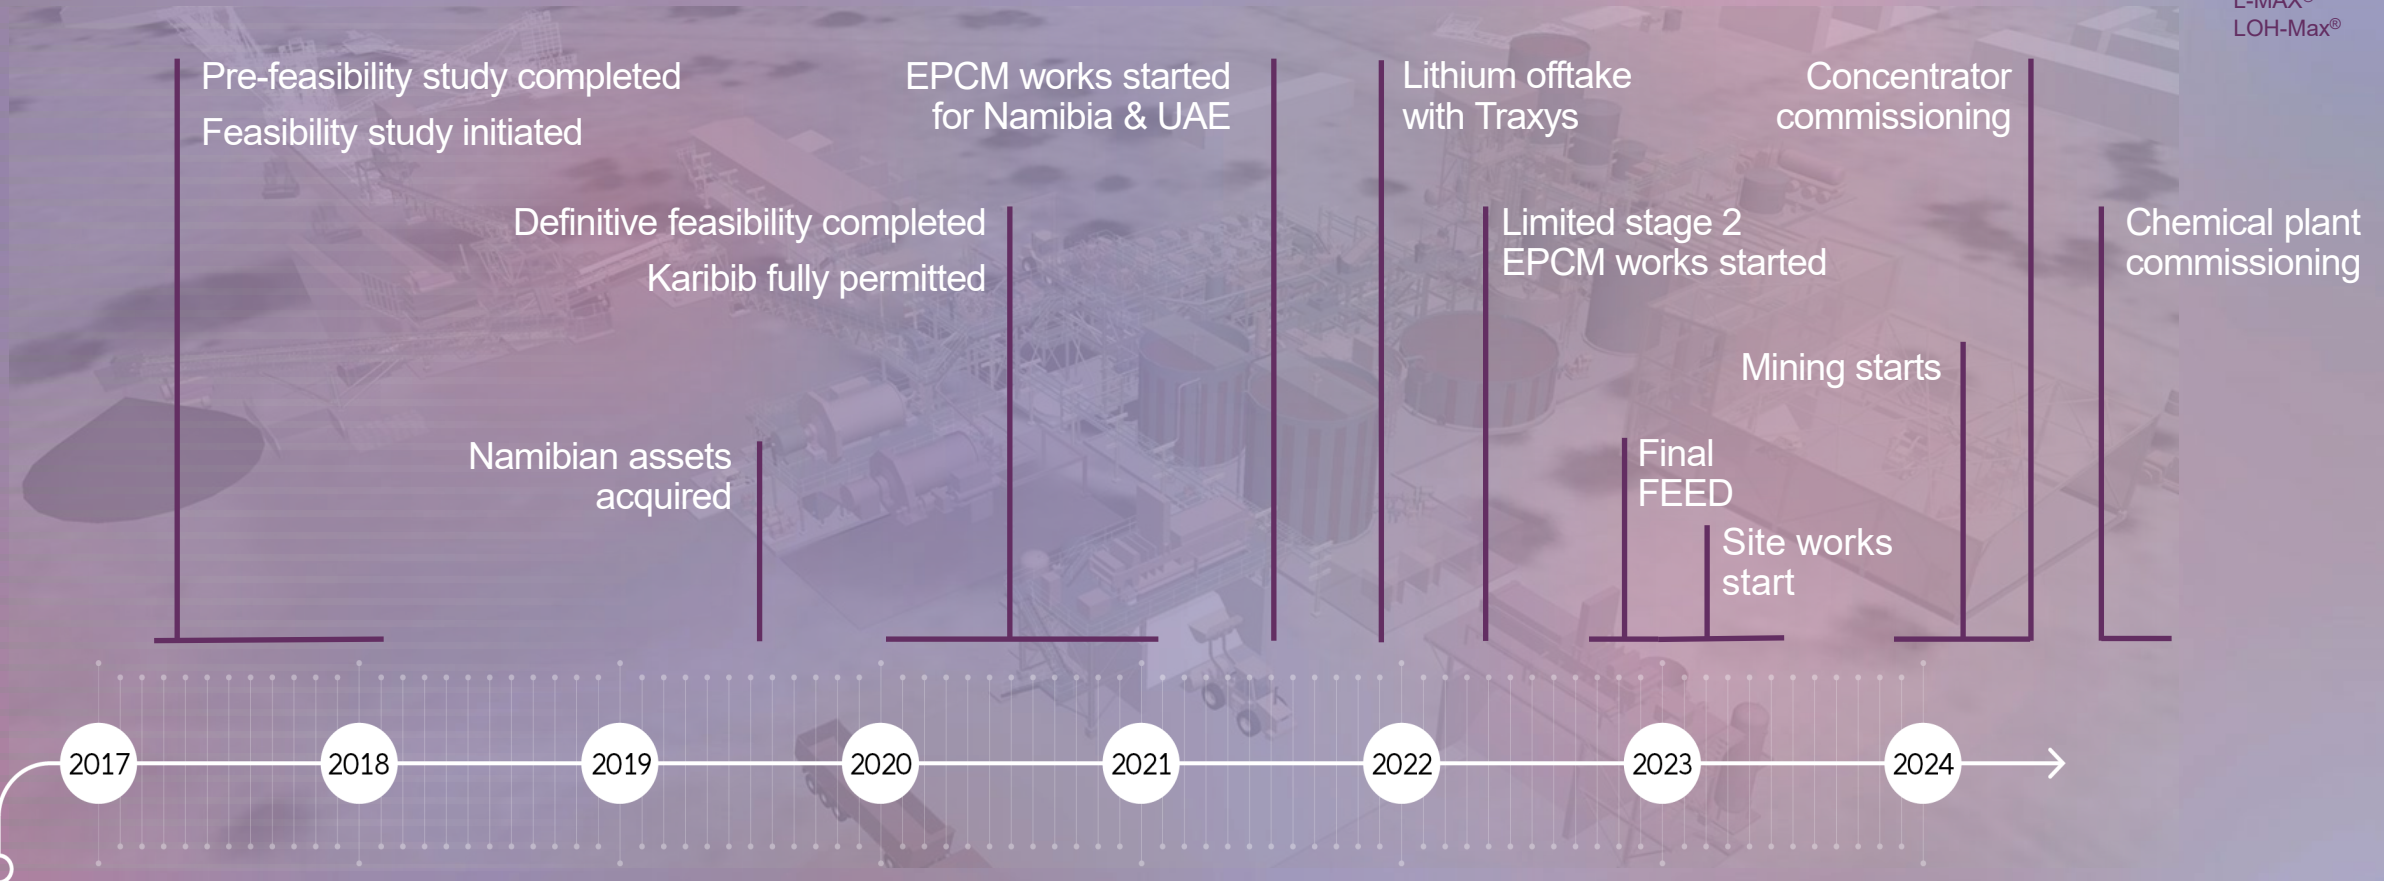 L-MAX®
LOH-Max®
Pre-feasibility study completed
Feasibility study initiated
EPCM works started
for Namibia & UAE
Lithium offtake
with Traxys
Concentrator
commissioning
Definitive feasibility completed
Karibib fully permitted
Limited stage 2
EPCM works started
Chemical plant
commissioning
Mining starts
Namibian assets
acquired
Final
FEED
Site works
start
2017
2018
2019
2020
2021
2022
2023
2024